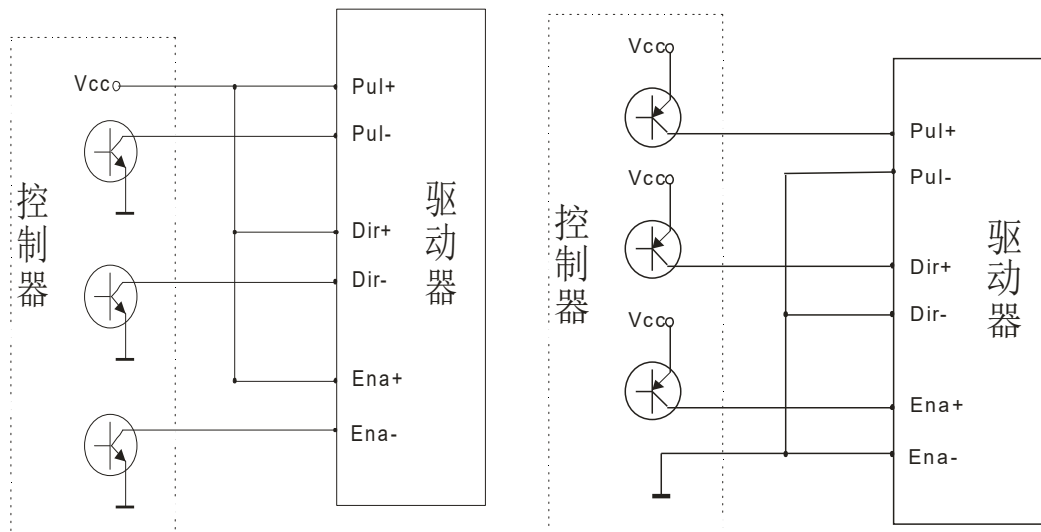 Vcc
控制器
Pul+
Pul-
Dir+
Dir-
Ena+
Ena-
驱动器
Vcc
Vcc
Vcc
控制器
Pul+
Pul-
Dir+
Dir-
Ena+
Ena-
驱动器